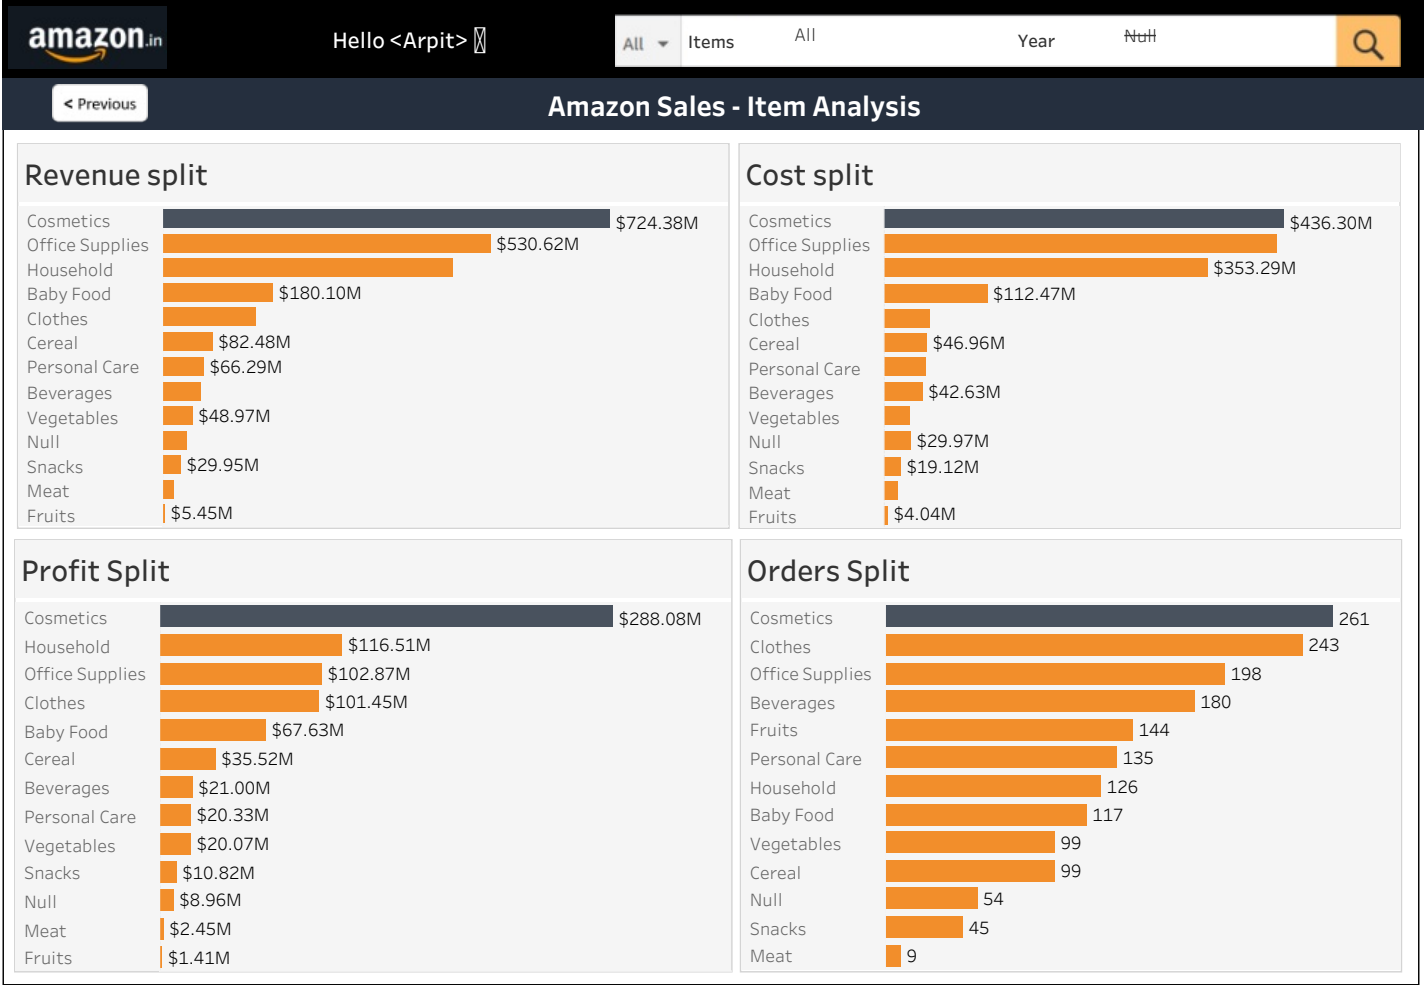 amazon.in
Hello <Arpit>
All
Items
All
Year
Null
< Previous
Amazon Sales - Item Analysis
Revenue split
Cosmetics $724.38M
Office Supplies $530.62M
Household
Baby Food $180.10M
Clothes
Cereal $82.48M
Personal Care $66.29M
Beverages
Vegetables $48.97M
Null
Snacks $29.95M
Meat
Fruits $5.45M
Cost split
Cosmetics $436.30M
Office Supplies
Household $353.29M
Baby Food $112.47M
Clothes
Cereal $46.96M
Personal Care
Beverages $42.63M
Vegetables
Null $29.97M
Snacks $19.12M
Meat
Fruits $4.04M
Profit Split
Cosmetics $288.08M
Household $116.51M
Office Supplies $102.87M
Clothes $101.45M
Baby Food $67.63M
Cereal $35.52M
Beverages $21.00M
Personal Care $20.33M
Vegetables $20.07M
Snacks $10.82M
Null $8.96M
Meat $2.45M
Fruits $1.41M
Orders Split
Cosmetics 261
Clothes 243
Office Supplies 198
Beverages 180
Fruits 144
Personal Care 135
Household 126
Baby Food 117
Vegetables 99
Cereal 99
Null 54
Snacks 45
Meat 9